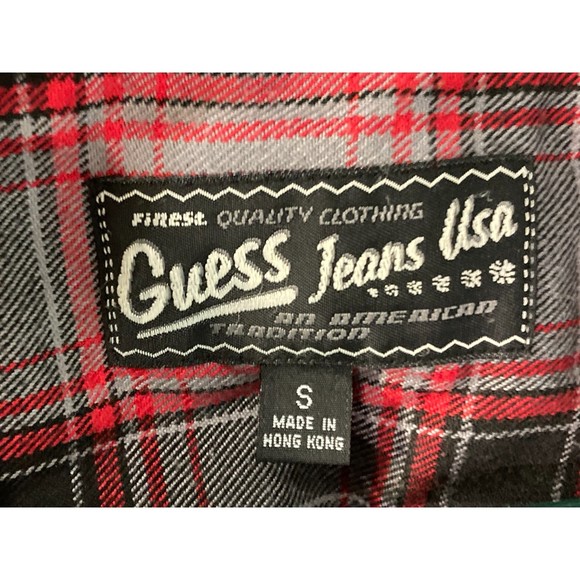 Finest QUALITY CLOTHING
Guess Jeans Usa
AN AMERICAN
TRADITION
S
MADE IN
HONG KONG